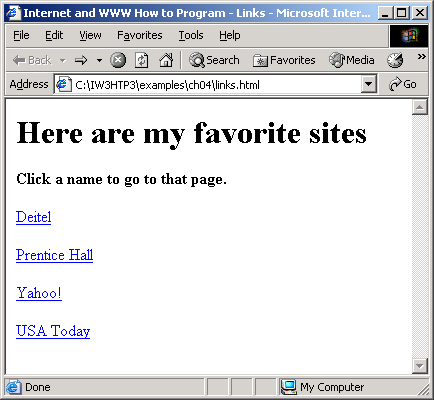 Internet and WWW How to Program - Links - Microsoft Inter...
File Edit View Favorites Tools Help
Back Search Favorites Media
Address C:\IW3HTP3\examples\ch04\links.html Go
Here are my favorite sites
Click a name to go to that page.
Deitel
Prentice Hall
Yahoo!
USA Today
Done My Computer